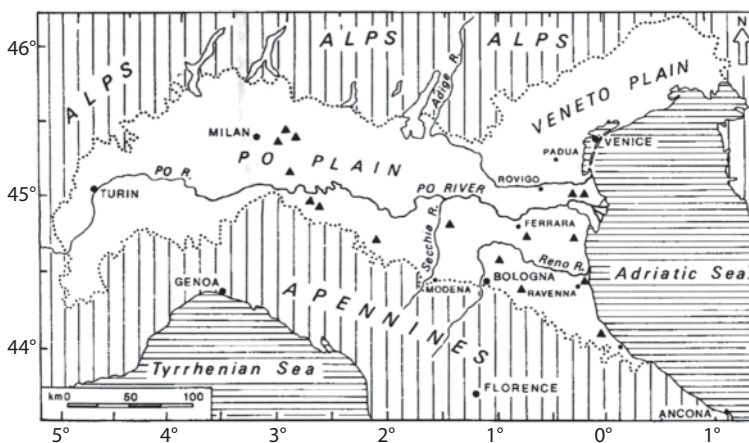 46°
ALPS
ALPS
ALPS
N
Adige R.
VENETO PLAIN
MILAN
PADUA
VENICE
PO PLAIN
ROVIGO
PO R.
45°
TURIN
PO RIVER
Secchia R.
FERRARA
Reno R.
GENOA
MODENA
BOLOGNA
RAVENNA
Adriatic Sea
APENNINES
44°
Tyrrhenian Sea
FLORENCE
km 0 50 100
ANCONA
5° 4° 3° 2° 1° 0° 1°